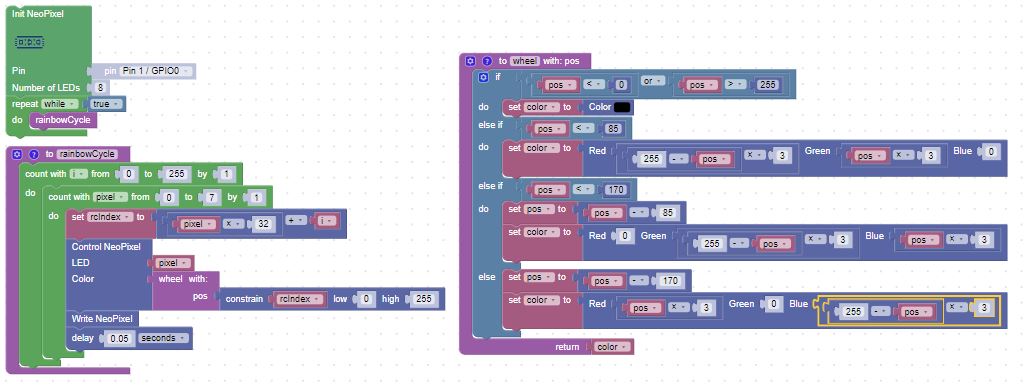 Init NeoPixel
Pin pin Pin 1 / GPIO0
Number of LEDs 8
repeat while true
do rainbowCycle
to rainbowCycle
count with i from 0 to 255 by 1
do count with pixel from 0 to 7 by 1
do set rcIndex to pixel × 32 + i
Control NeoPixel
LED pixel
Color wheel with:
pos constrain rcIndex low 0 high 255
Write NeoPixel
delay 0.05 seconds
to wheel with: pos
if pos < 0 or pos > 255
do set color to Color
else if pos < 85
do set color to Red 255 - pos × 3 Green pos × 3 Blue 0
else if pos < 170
do set pos to pos - 85
set color to Red 0 Green 255 - pos × 3 Blue pos × 3
else set pos to pos - 170
set color to Red pos × 3 Green 0 Blue 255 - pos × 3
return color